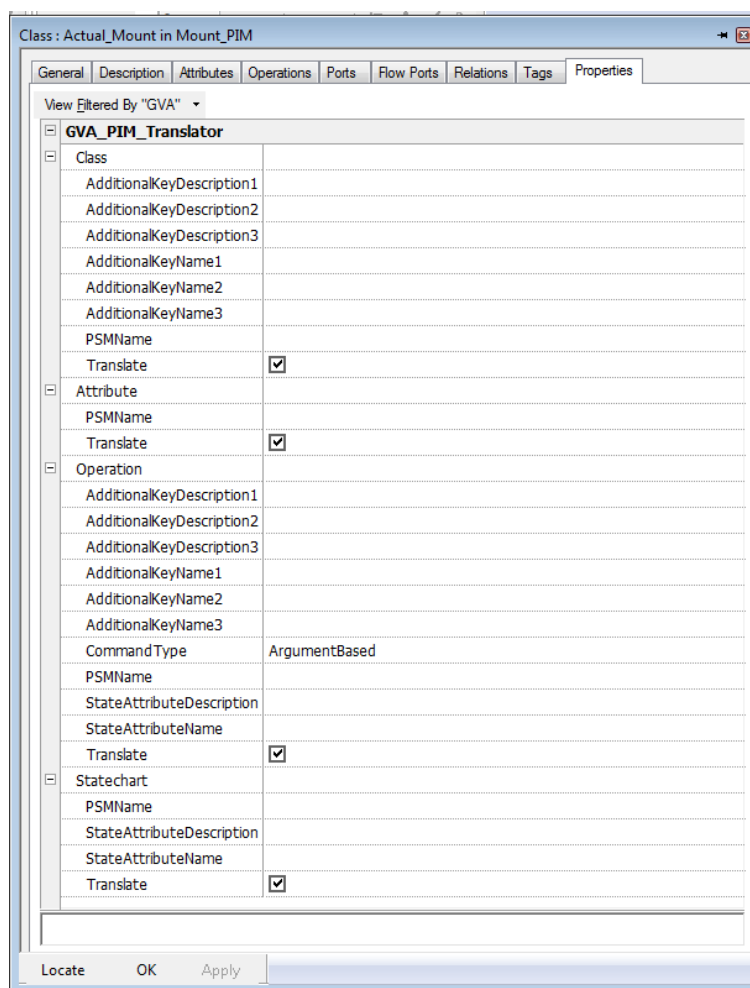 Class : Actual_Mount in Mount_PIM
General Description Attributes Operations Ports Flow Ports Relations Tags Properties
View Filtered By "GVA"
GVA_PIM_Translator
Class
AdditionalKeyDescription1
AdditionalKeyDescription2
AdditionalKeyDescription3
AdditionalKeyName1
AdditionalKeyName2
AdditionalKeyName3
PSMName
Translate
Attribute
PSMName
Translate
Operation
AdditionalKeyDescription1
AdditionalKeyDescription2
AdditionalKeyDescription3
AdditionalKeyName1
AdditionalKeyName2
AdditionalKeyName3
CommandType ArgumentBased
PSMName
StateAttributeDescription
StateAttributeName
Translate
Statechart
PSMName
StateAttributeDescription
StateAttributeName
Translate
Locate OK Apply